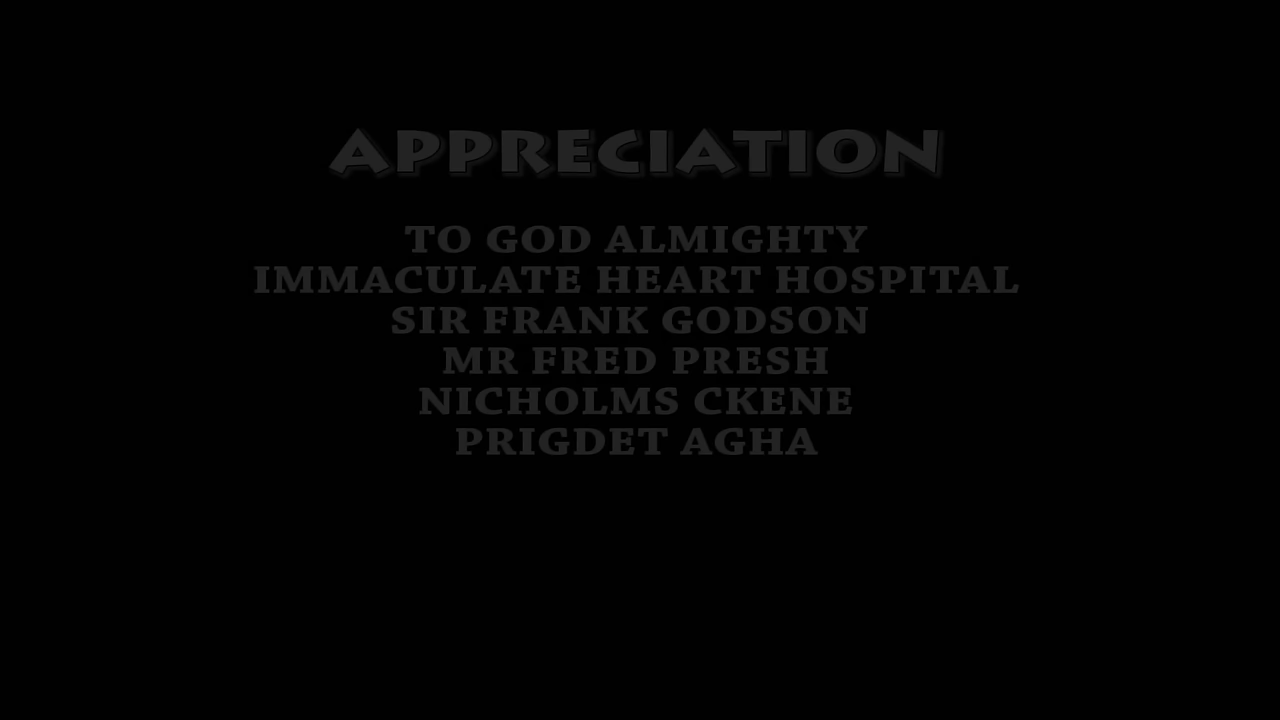 APPRECIATION
TO GOD ALMIGHTY
IMMACULATE HEART HOSPITAL
SIR FRANK GODSON
MR FRED PRESH
NICHOLMS CKENE
PRIGDET AGHA